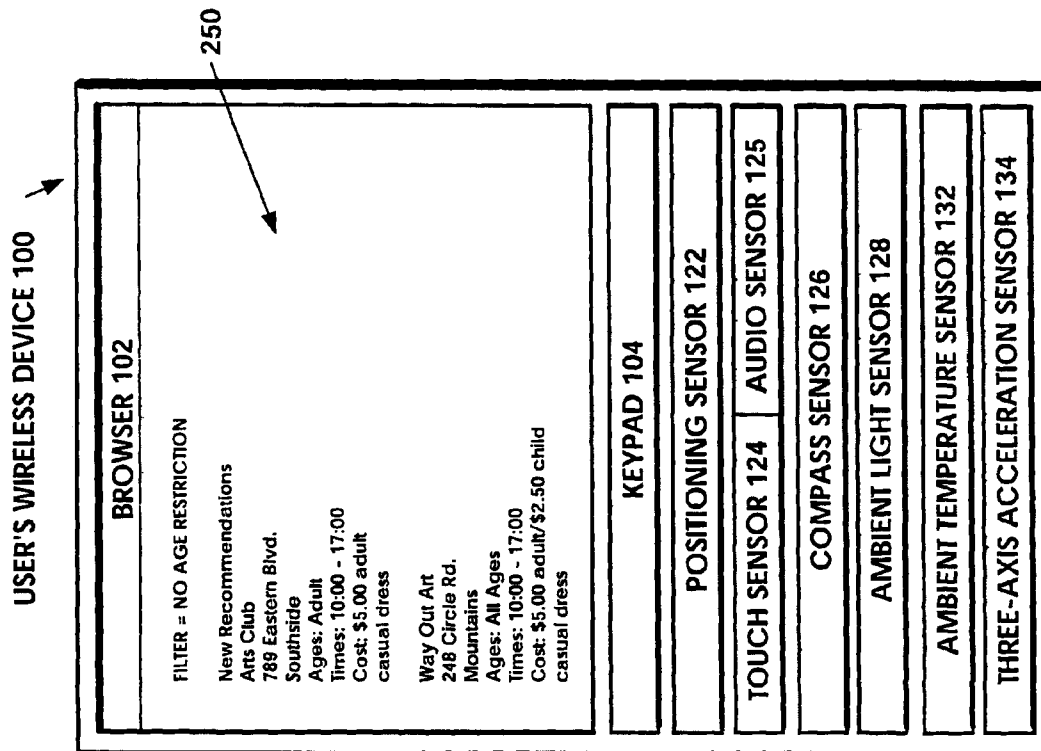 USER'S WIRELESS DEVICE 100
250
BROWSER 102
FILTER = NO AGE RESTRICTION
New Recommendations
Arts Club
789 Eastern Blvd.
Southside
Ages: Adult
Times: 10:00 - 17:00
Cost: $5.00 adult
casual dress
Way Out Art
248 Circle Rd.
Mountains
Ages: All Ages
Times: 10:00 - 17:00
Cost: $5.00 adult/$2.50 child
casual dress
KEYPAD 104
POSITIONING SENSOR 122
TOUCH SENSOR 124
AUDIO SENSOR 125
COMPASS SENSOR 126
AMBIENT LIGHT SENSOR 128
AMBIENT TEMPERATURE SENSOR 132
THREE-AXIS ACCELERATION SENSOR 134